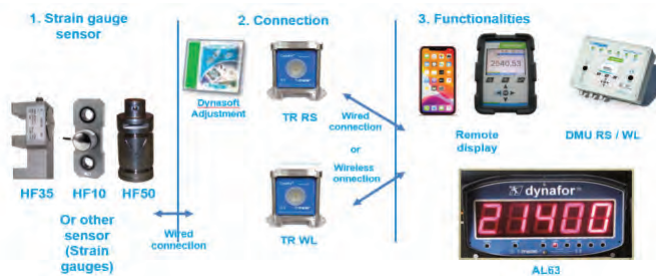 1. Strain gauge
sensor
2. Connection
3. Functionalities
Dynasoft
Adjustment
TR RS
Wired
connection
or
Wireless
onnection
TR WL
HF35
HF10
HF50
Or other
sensor
(Strain
gauges)
Wired
connection
2540.53
Remote
display
DMU RS / WL
dynafor™
21400
AL63